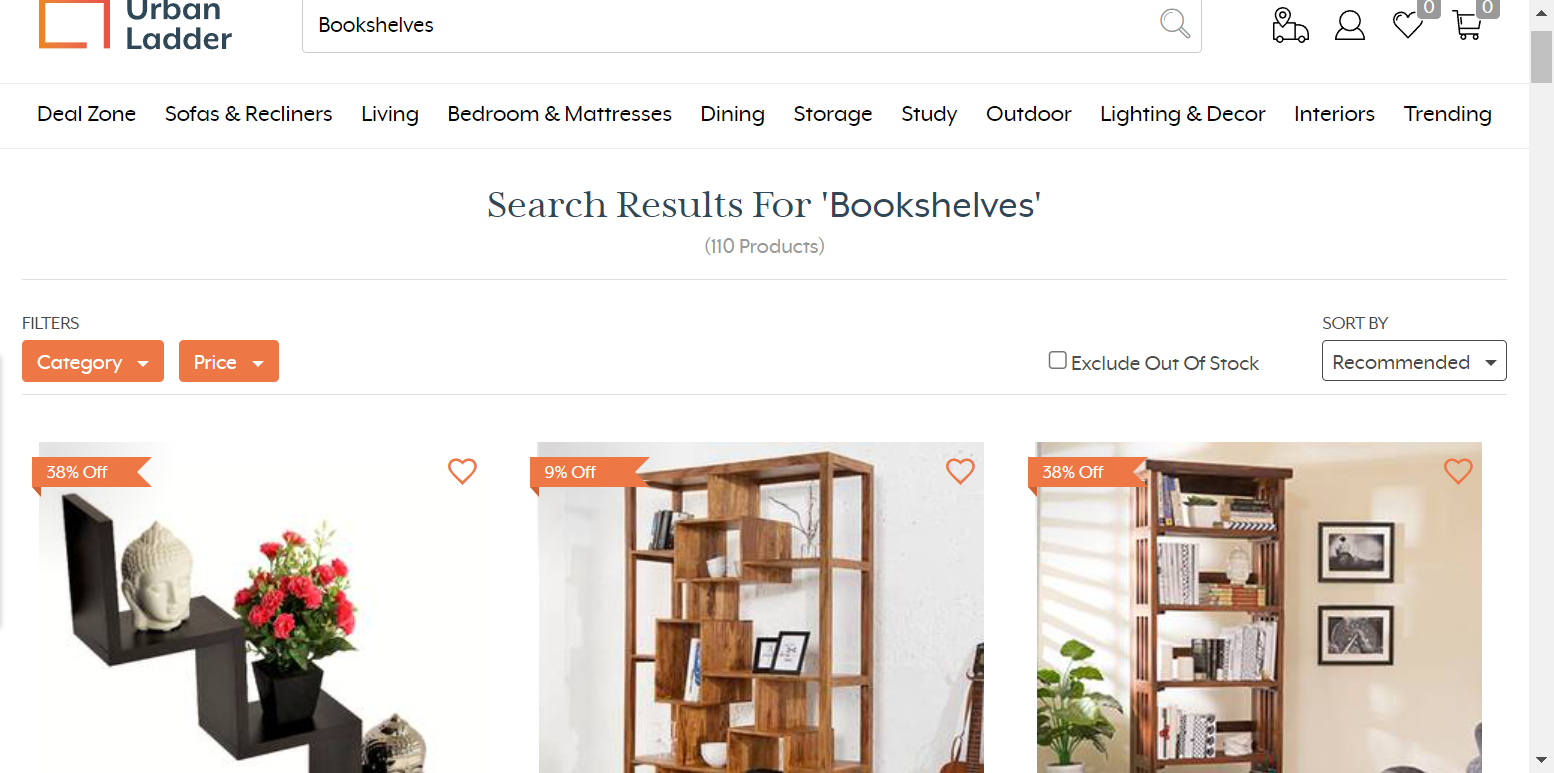 Urban
Ladder
Bookshelves
0
0
Deal Zone Sofas & Recliners Living Bedroom & Mattresses Dining Storage Study Outdoor Lighting & Decor Interiors Trending
Search Results For 'Bookshelves'
(110 Products)
FILTERS
SORT BY
Category
Price
Exclude Out Of Stock
Recommended
38% Off
9% Off
38% Off